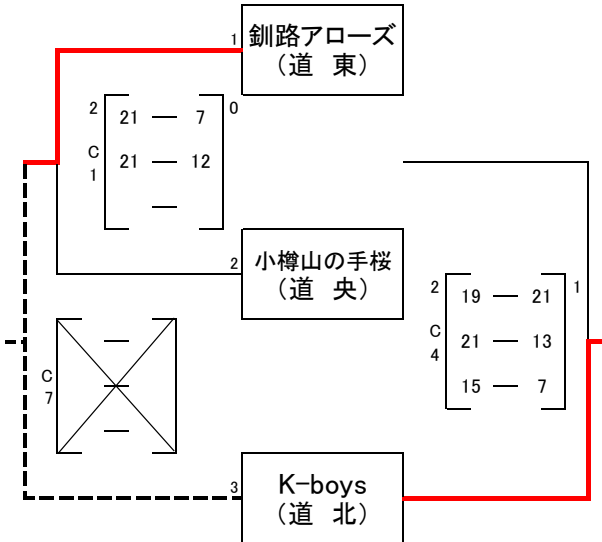 1
釧路アローズ
（道　東）
2
21 ― 7
0
C
1
21 ― 12
―
2
小樽山の手桜
（道　央）
2
19 ― 21
1
C
4
21 ― 13
15 ― 7
―
C
7
―
―
3
K-boys
（道　北）